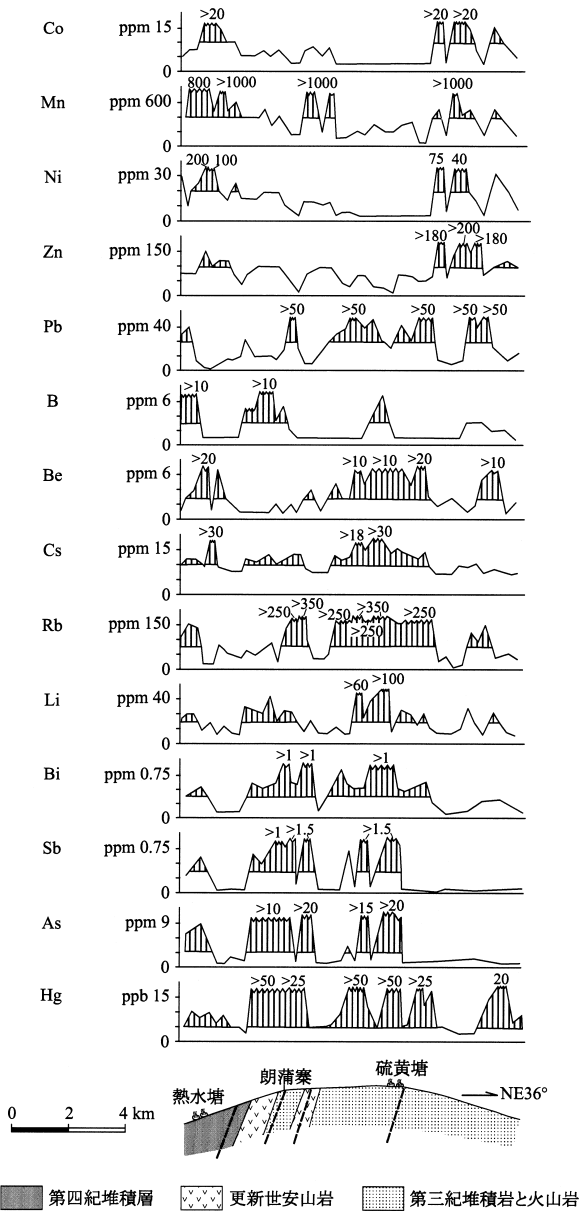 >20 >20 >20
Co ppm 15
0
800 >1000 >1000 >1000
Mn ppm 600
0
200 100 75 40
Ni ppm 30
0
>180 >200 >180
Zn ppm 150
0
>50 >50 >50 >50 >50
Pb ppm 40
0
>10 >10
B ppm 6
0
>20 >10 >10 >20 >10
Be ppm 6
0
>30 >18 >30
Cs ppm 15
0
>250 >350 >250 >350 >250 >250
Rb ppm 150
0
>60 >100
Li ppm 40
0
>1 >1 >1
Bi ppm 0.75
0
>1 >1.5 >1.5
Sb ppm 0.75
0
>10 >20 >15 >20
As ppm 9
0
>50 >25 >50 >50 >25 20
Hg ppb 15
0
熱水塘 朗蒲寨 硫黄塘
NE36°
0 2 4 km
第四紀堆積層 更新世安山岩 第三紀堆積岩と火山岩